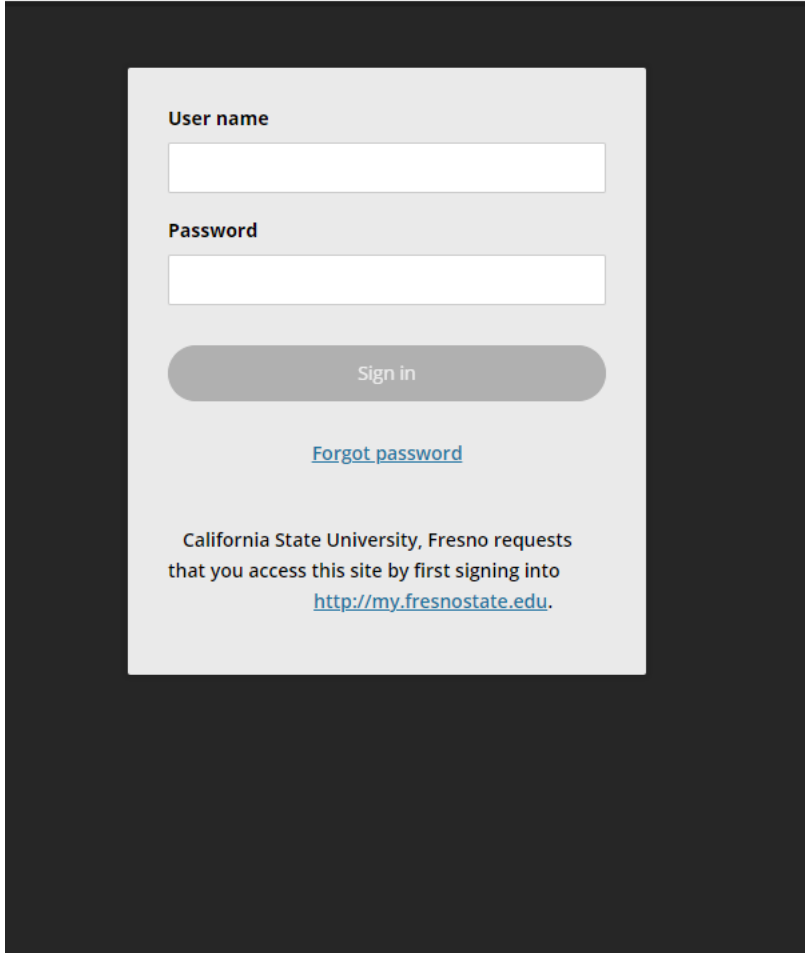 User name
Password
Sign in
Forgot password
California State University, Fresno requests
that you access this site by first signing into
http://my.fresnostate.edu.